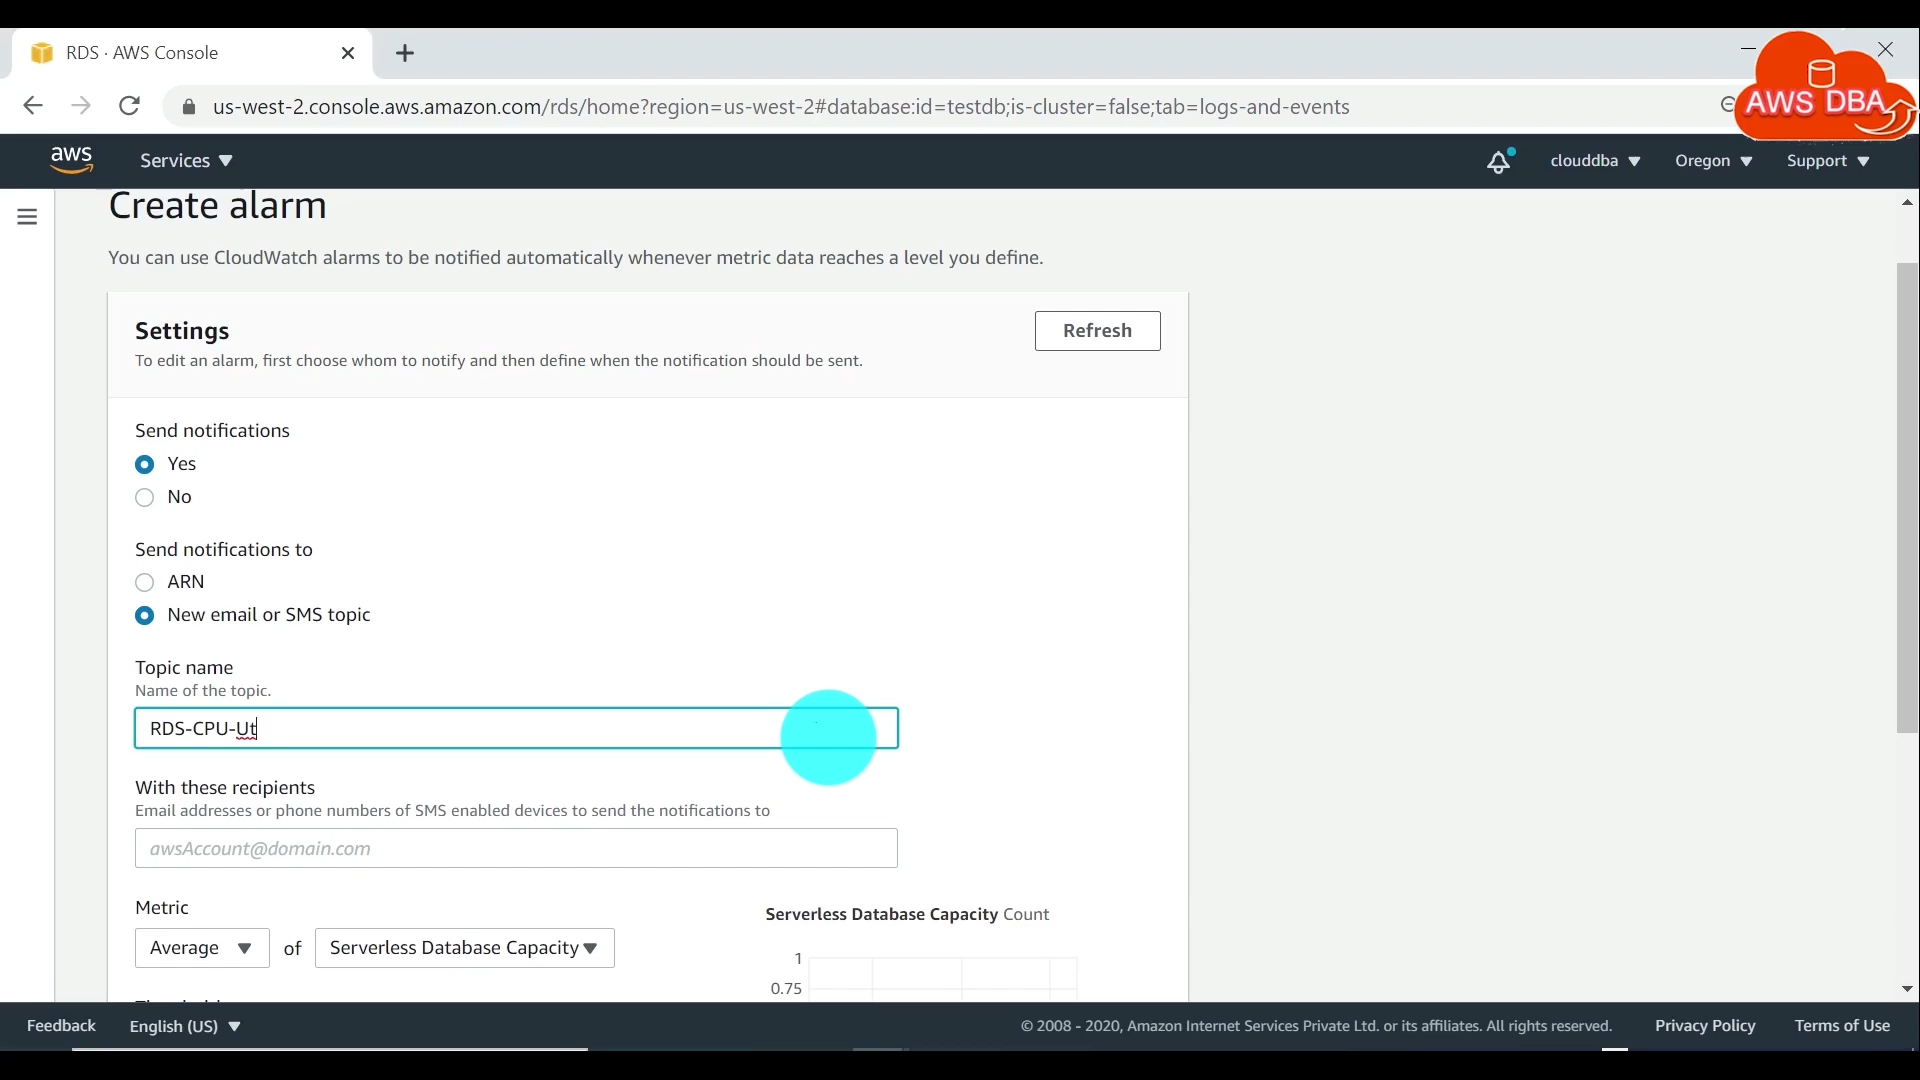 RDS · AWS Console
us-west-2.console.aws.amazon.com/rds/home?region=us-west-2#database:id=testdb;is-cluster=false;tab=logs-and-events
AWS DBA
aws
Services
clouddba
Oregon
Support
Create alarm
You can use CloudWatch alarms to be notified automatically whenever metric data reaches a level you define.
Settings
Refresh
To edit an alarm, first choose whom to notify and then define when the notification should be sent.
Send notifications
Yes
No
Send notifications to
ARN
New email or SMS topic
Topic name
Name of the topic.
RDS-CPU-Ut
With these recipients
Email addresses or phone numbers of SMS enabled devices to send the notifications to
awsAccount@domain.com
Metric
Average of Serverless Database Capacity
Serverless Database Capacity Count
1
0.75
Feedback
English (US)
© 2008 - 2020, Amazon Internet Services Private Ltd. or its affiliates. All rights reserved.
Privacy Policy
Terms of Use